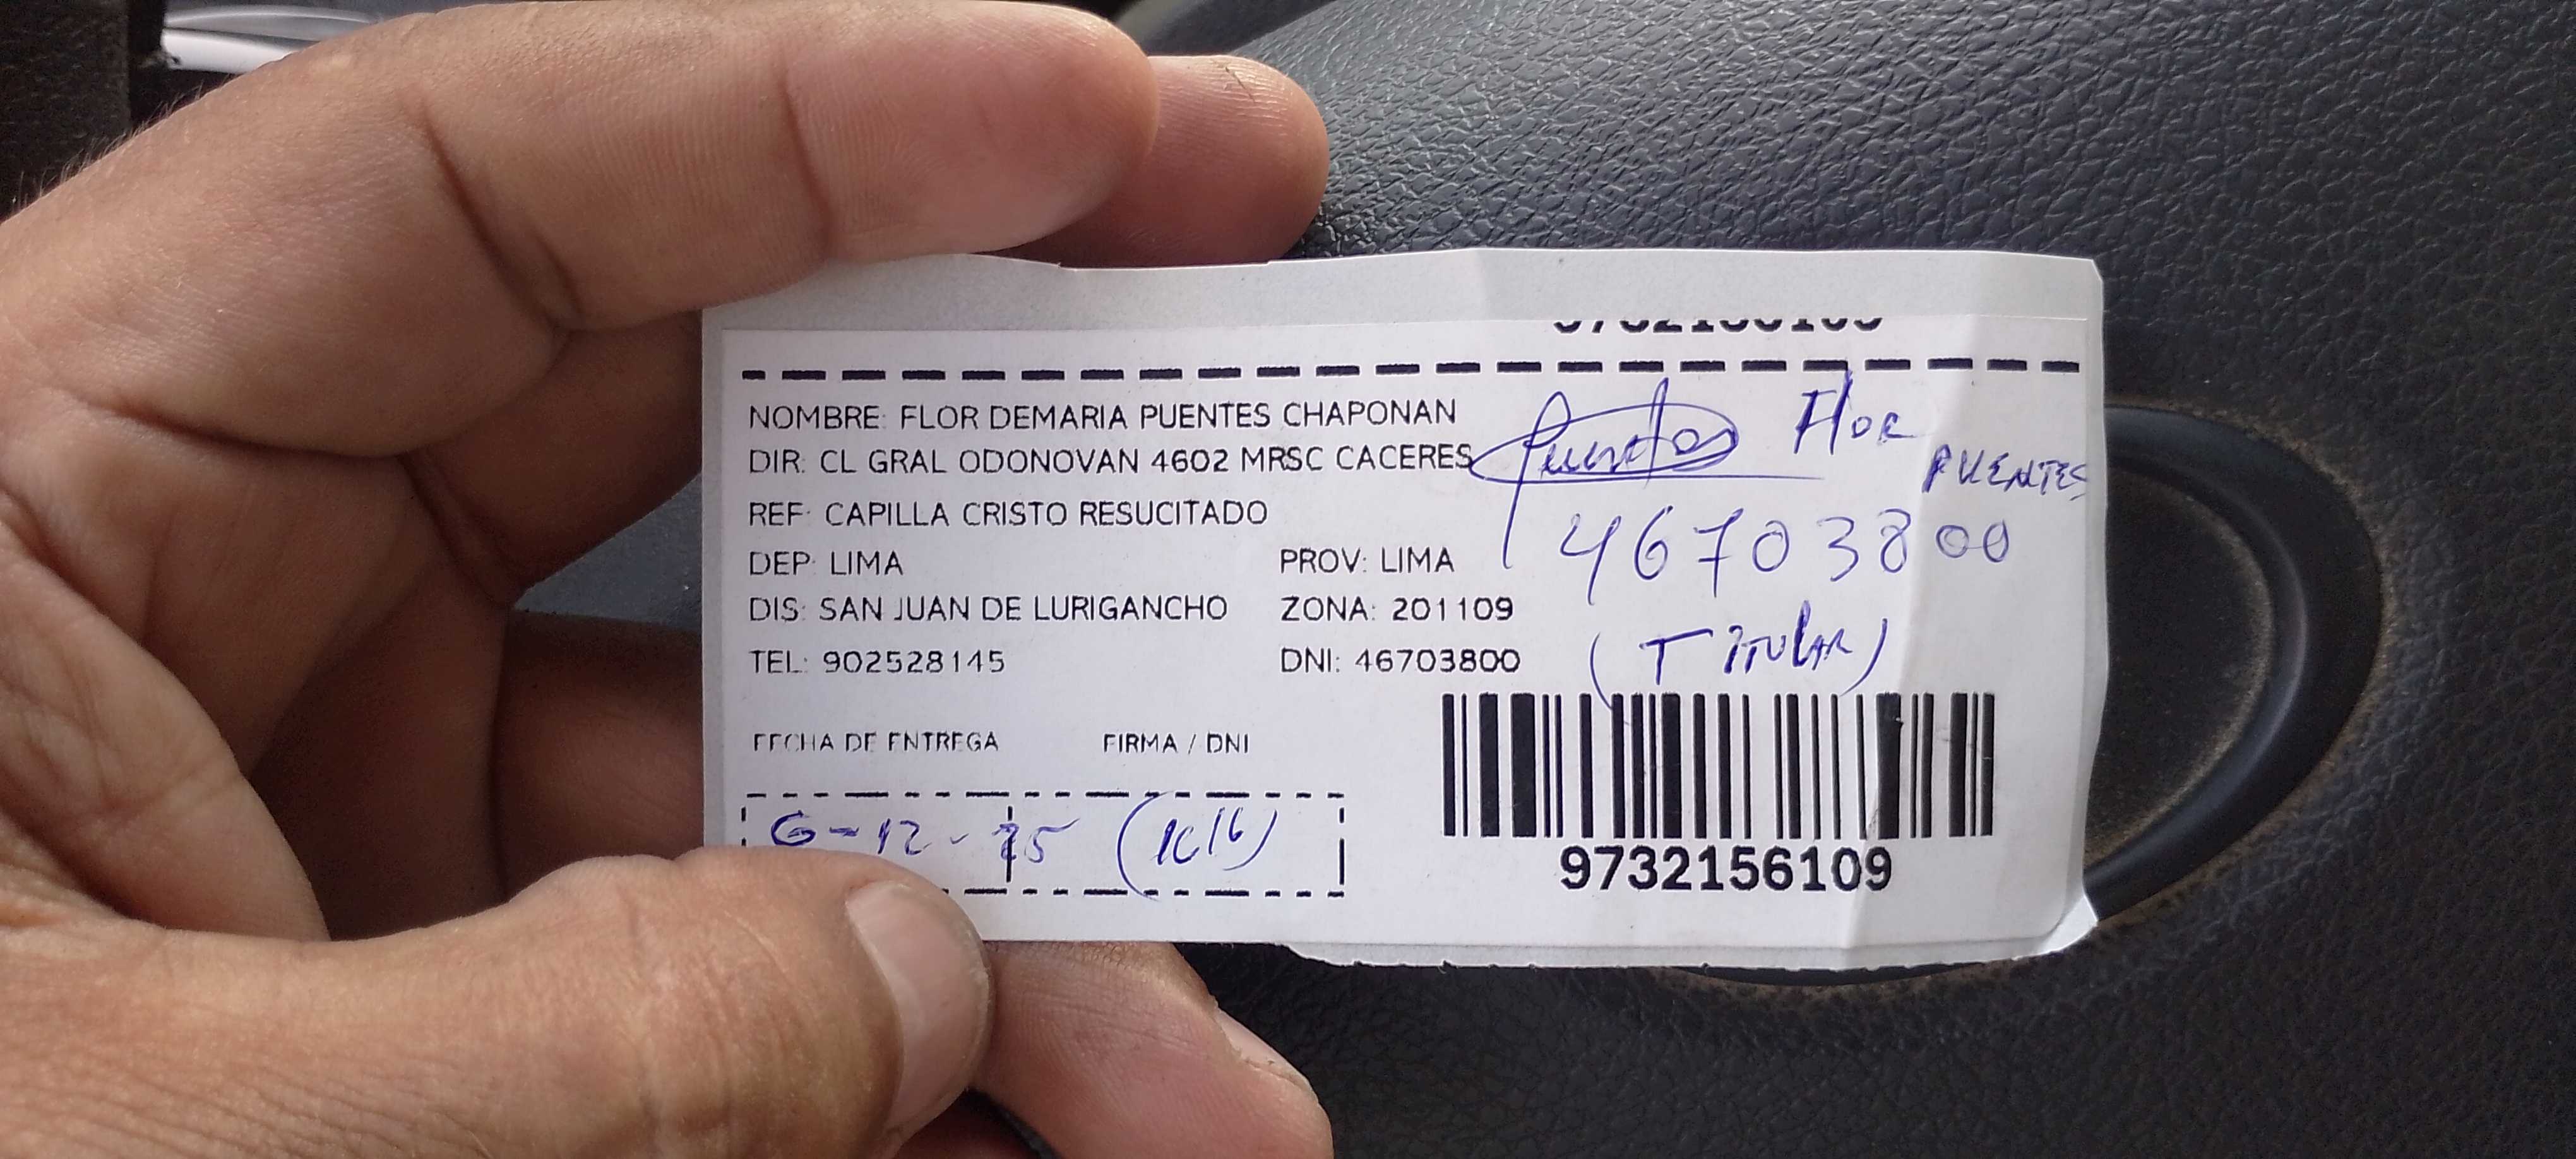 NOMBRE: FLOR DEMARIA PUENTES CHAPONAN
DIR: CL GRAL ODONOVAN 4602 MRSC CACERES
REF: CAPILLA CRISTO RESUCITADO
DEP: LIMA PROV: LIMA
DIS: SAN JUAN DE LURIGANCHO ZONA: 201109
TEL: 902528145 DNI: 46703800
Puentes Flor
PUENTES
46703800
(TITULAR)
FECHA DE ENTREGA FIRMA / DNI
6-12-25
9732156109